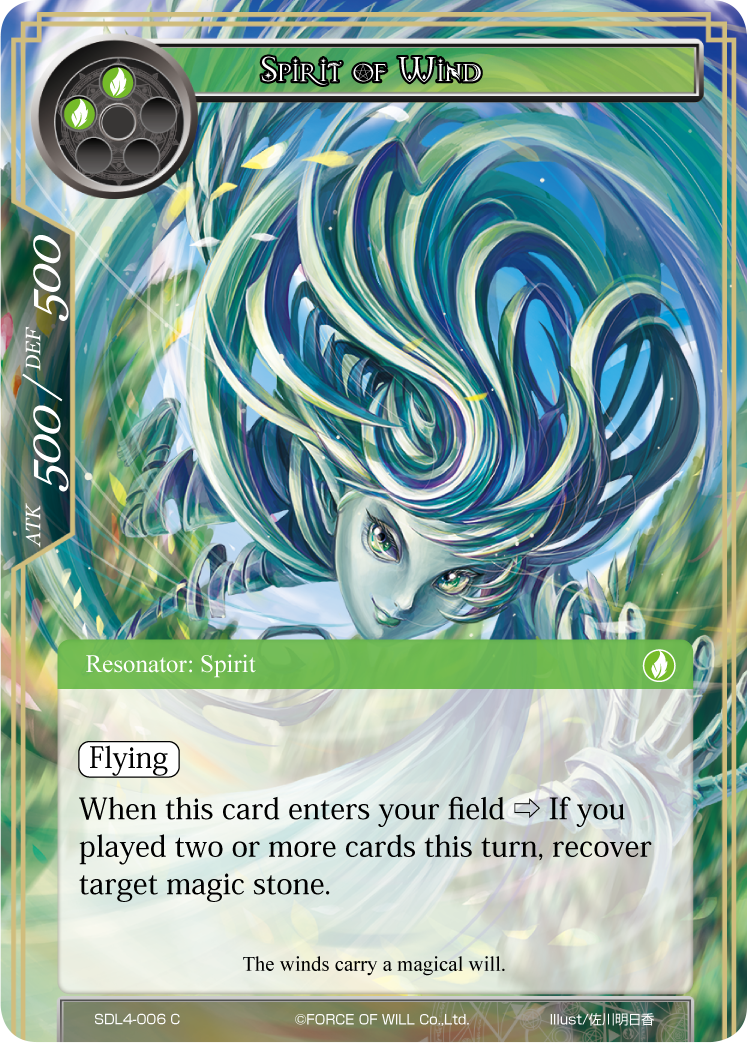 Spirit of Wind
ATK 500 / DEF 500
Resonator: Spirit
Flying
When this card enters your field ⇨ If you
played two or more cards this turn, recover
target magic stone.
The winds carry a magical will.
SDL4-006 C ©FORCE OF WILL Co.,Ltd. Illust/佐川明日香